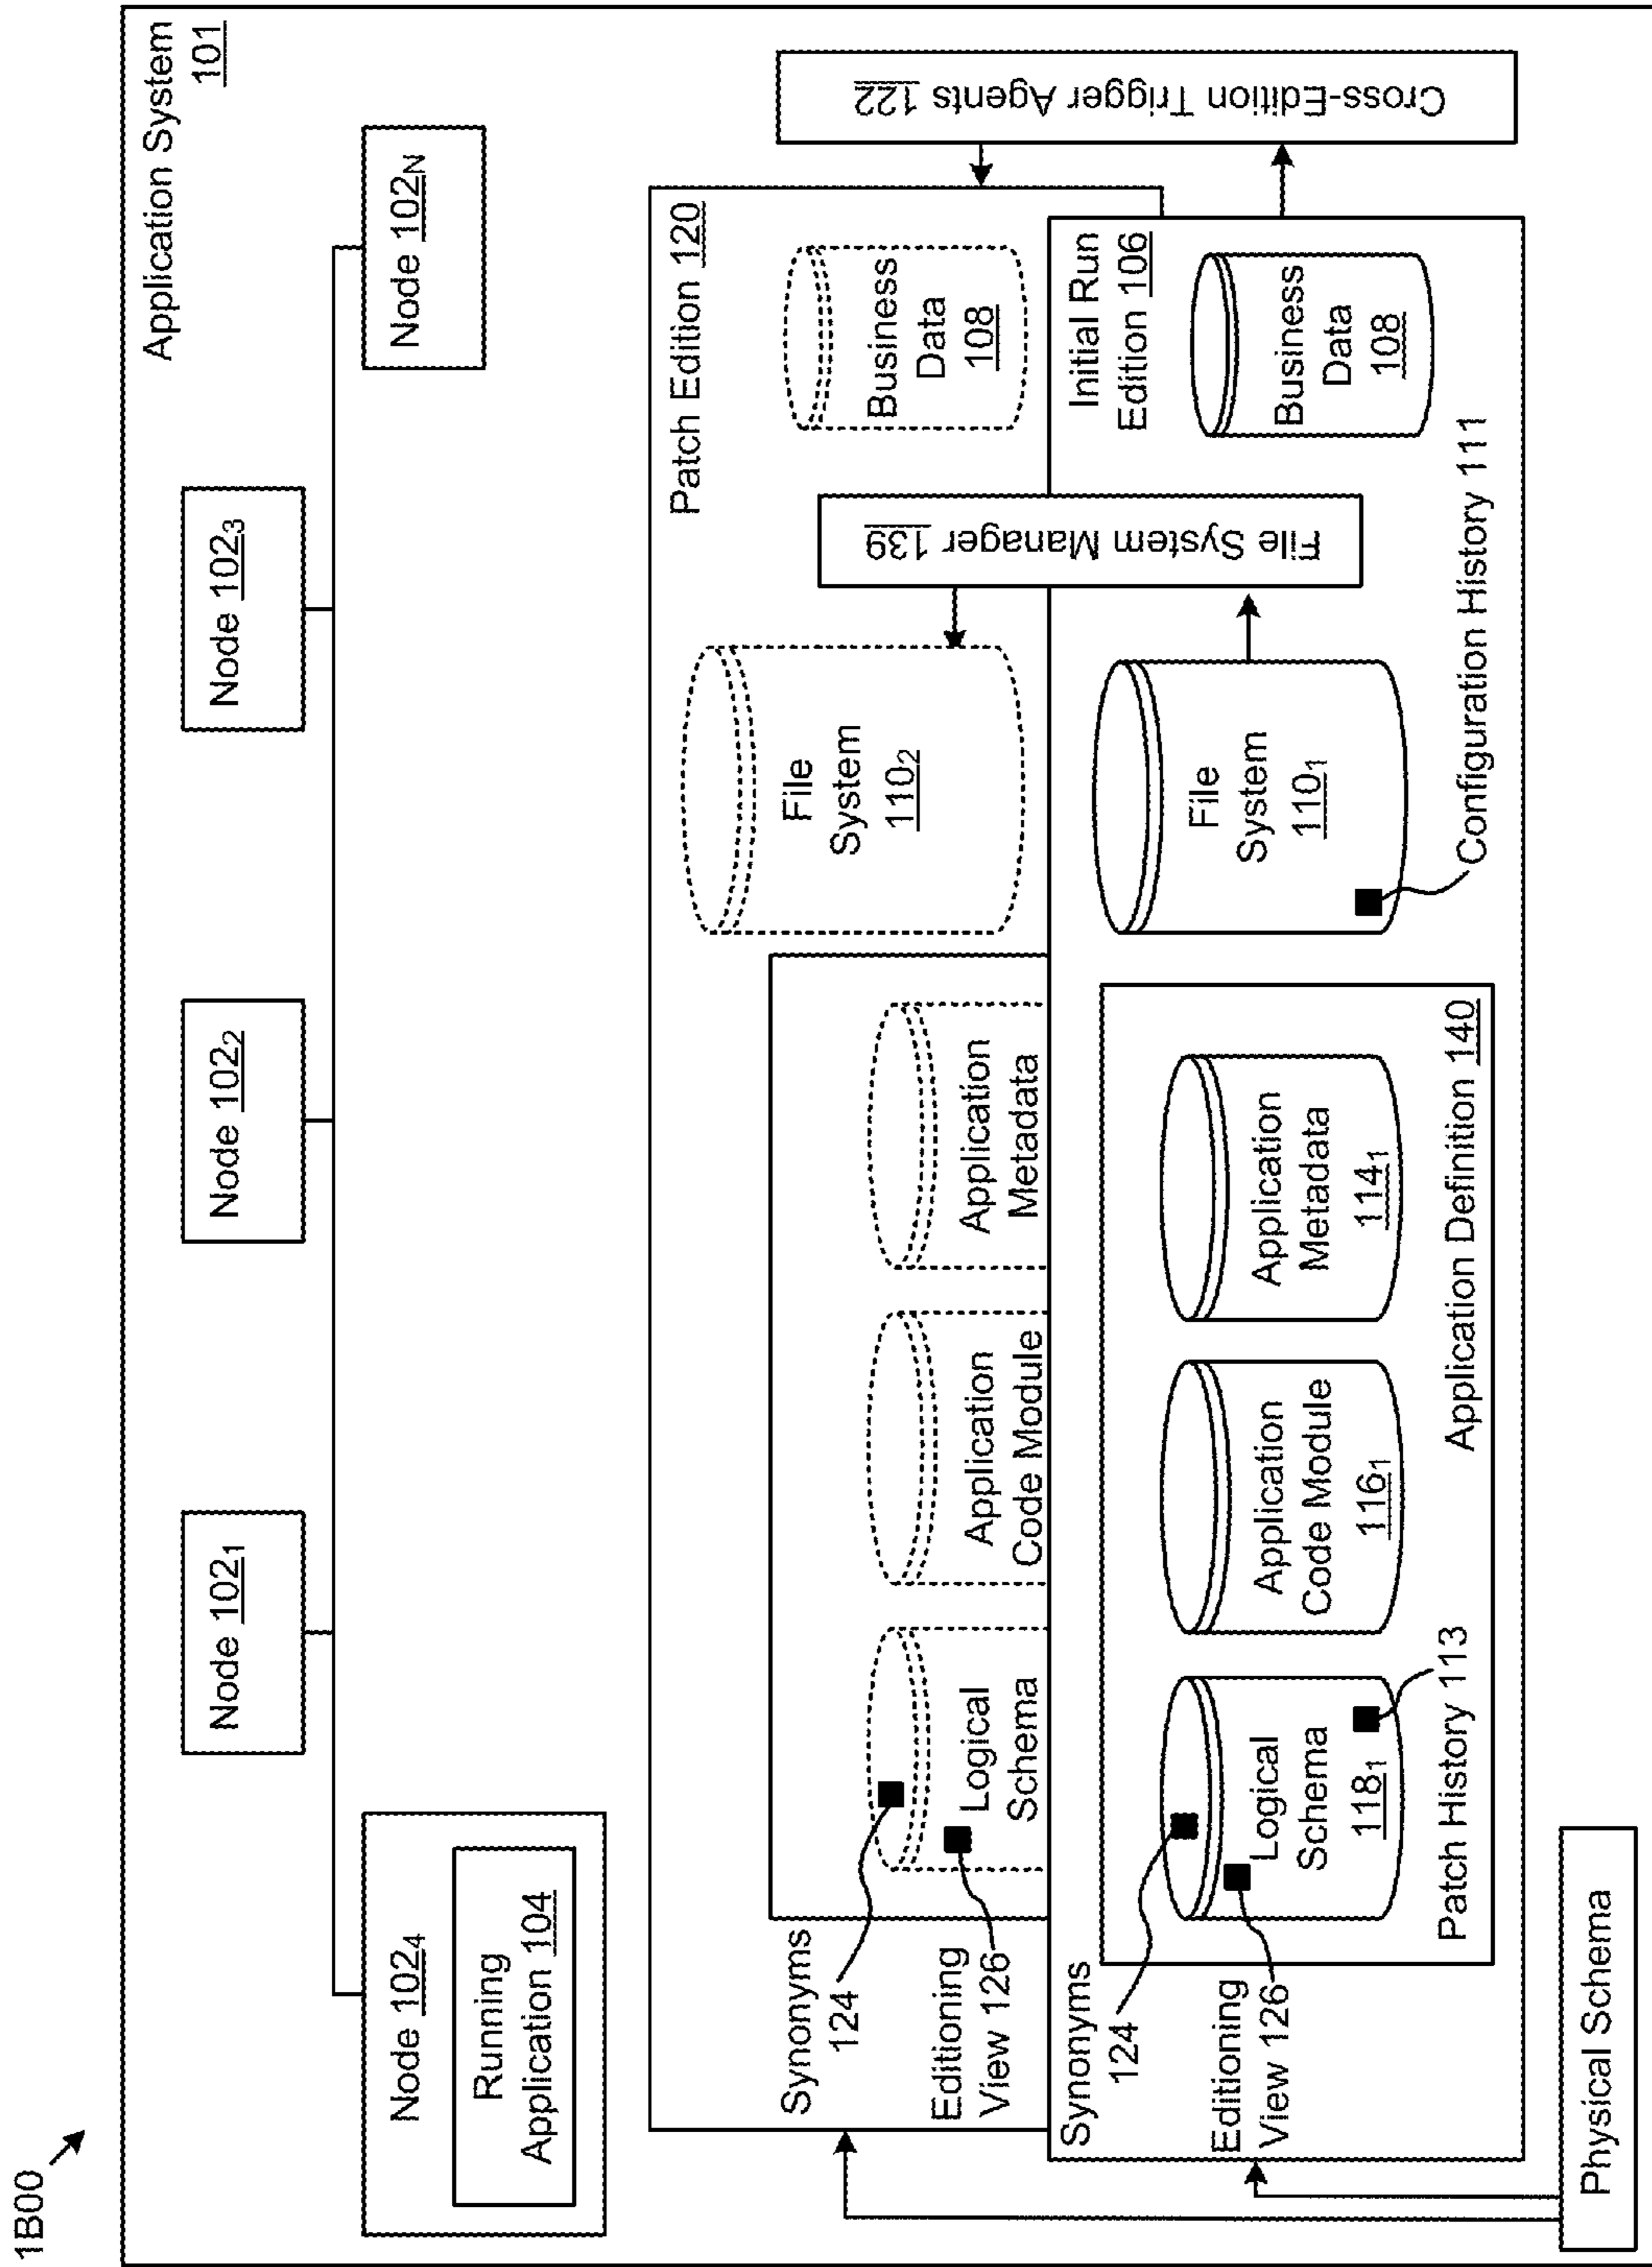 1B00
Application System
101
Node 102₄
Running
Application 104
Node 102₁
Node 102₂
Node 102₃
Node 102N
Patch Edition 120
Synonyms
124
Editioning
View 126
Logical
Schema
Application
Code Module
Application
Metadata
File
System
110₂
Business
Data
108
File System Manager 139
Cross-Edition Trigger Agents 122
Initial Run
Edition 106
Synonyms
124
Editioning
View 126
Logical
Schema
118₁
Patch History 113
Application
Code Module
116₁
Application
Metadata
114₁
Application Definition 140
File
System
110₁
Configuration History 111
Business
Data
108
Physical Schema